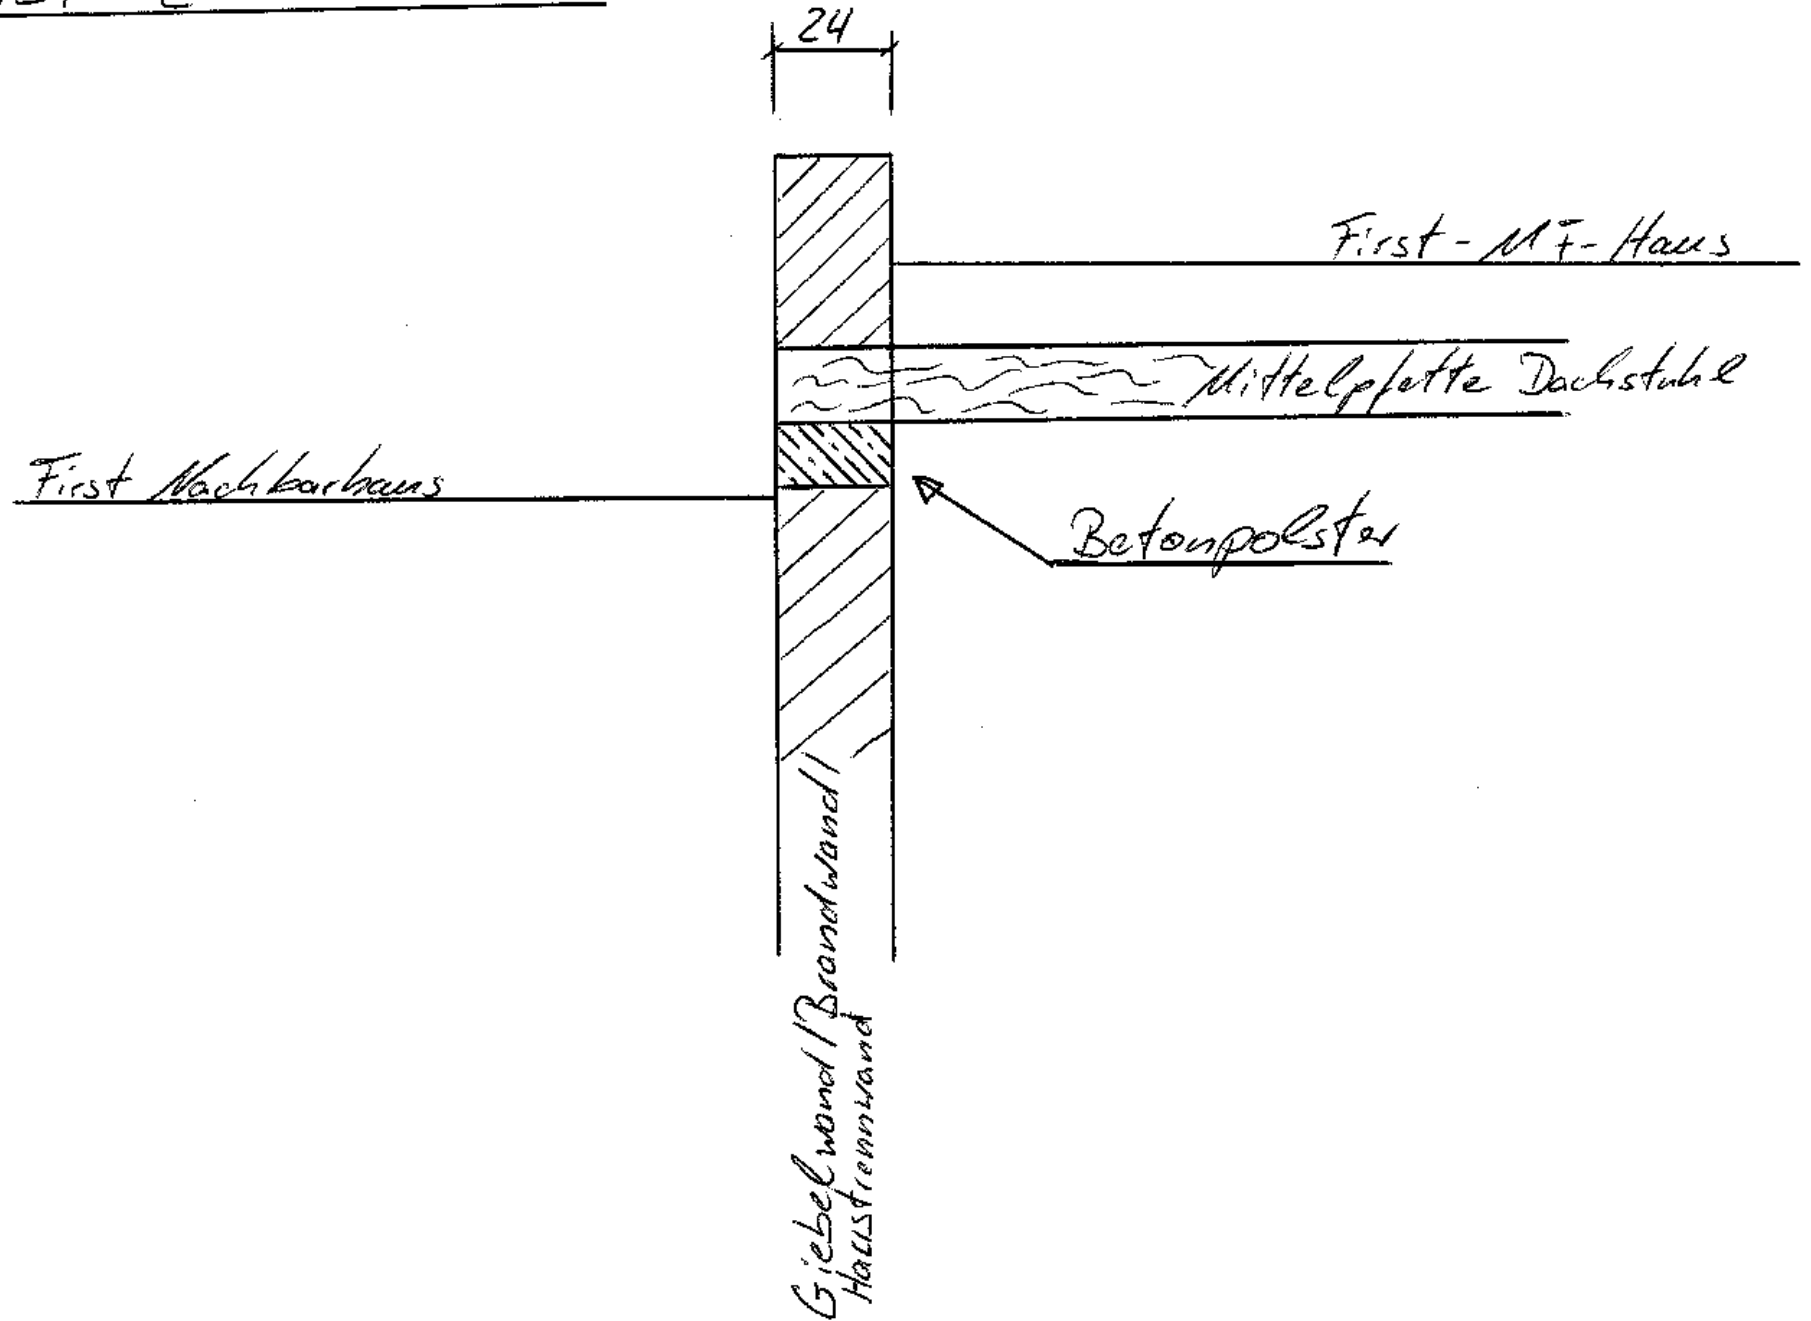 24
First-MF-Haus
Mittelpfette Dachstuhl
First Nachbarhaus
Betonpolster
Giebelwand/Brandwand/
Haustrennwand